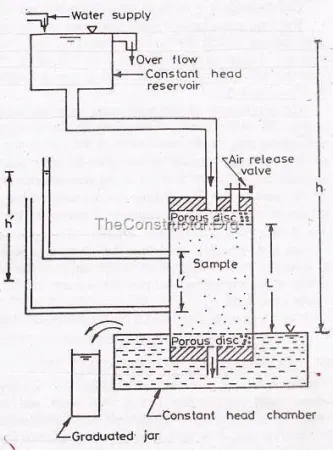 Water supply
Over flow
Constant head
reservoir
Air release
valve
h
h'
Porous disc
TheConstructor.Org
Sample
L'
L
Porous disc
Constant head chamber
Graduated jar